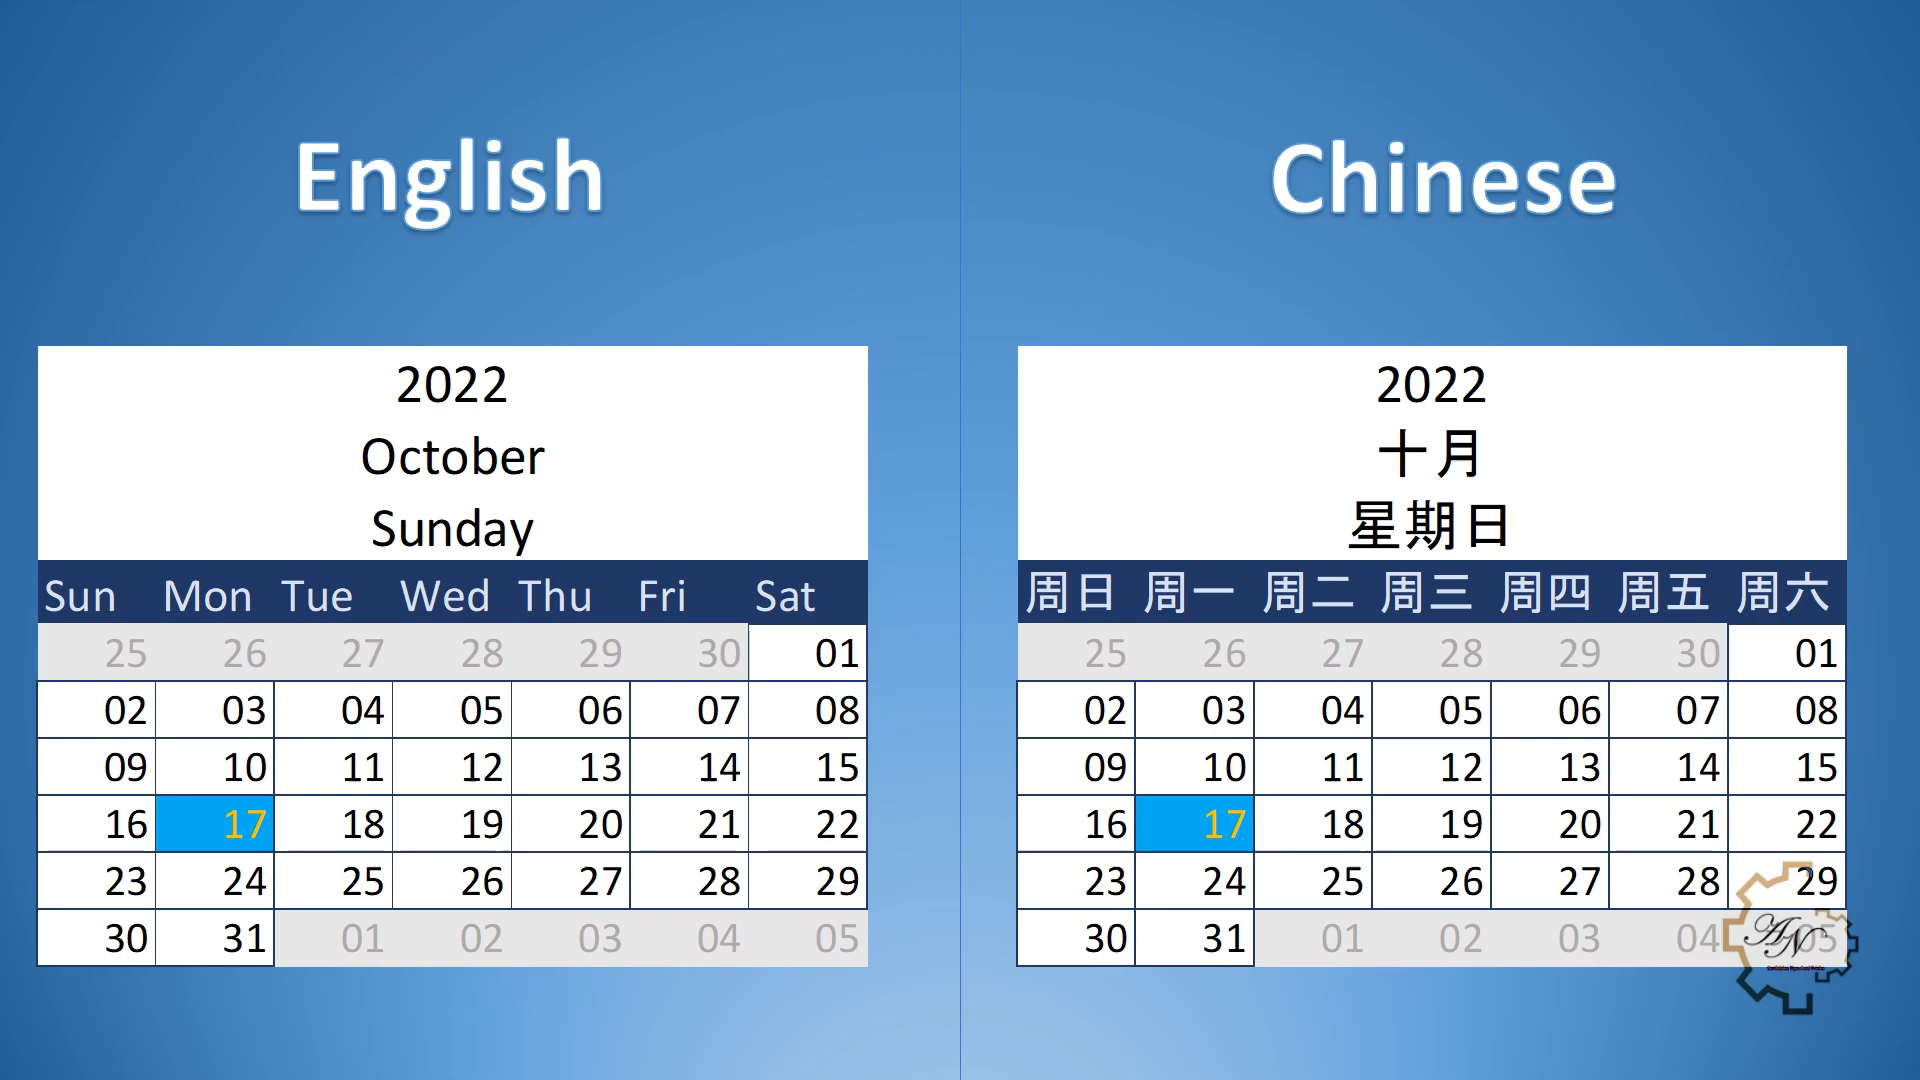 English
2022
October
Sunday
Sun Mon Tue Wed Thu Fri Sat
25 26 27 28 29 30 01
02 03 04 05 06 07 08
09 10 11 12 13 14 15
16 17 18 19 20 21 22
23 24 25 26 27 28 29
30 31 01 02 03 04 05
Chinese
2022
十月
星期日
周日 周一 周二 周三 周四 周五 周六
25 26 27 28 29 30 01
02 03 04 05 06 07 08
09 10 11 12 13 14 15
16 17 18 19 20 21 22
23 24 25 26 27 28 29
30 31 01 02 03 04 05
AN